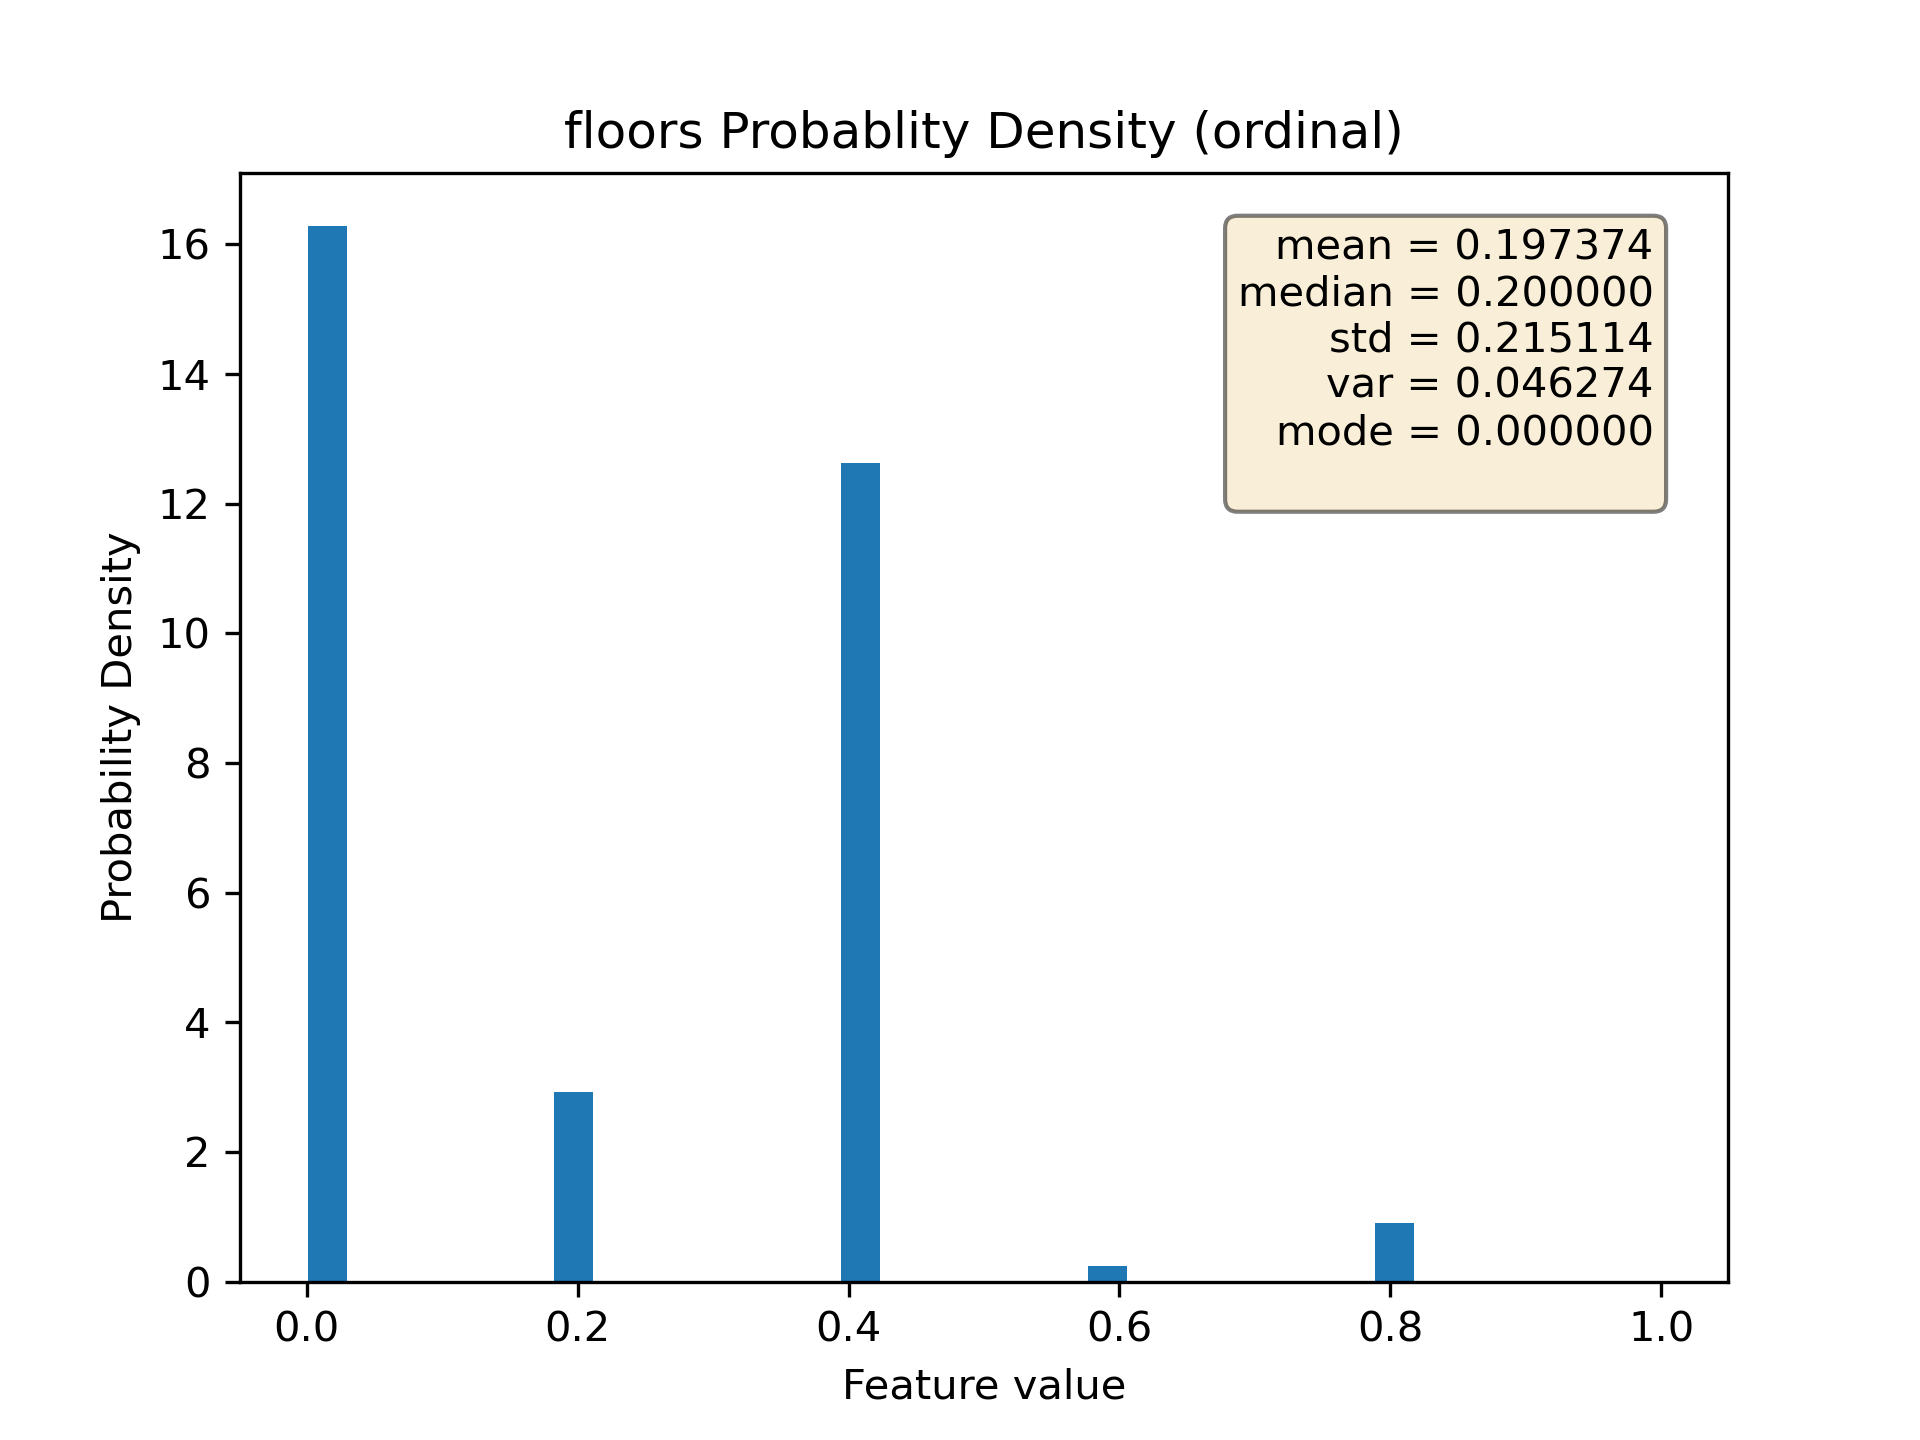 floors Probablity Density (ordinal)
mean = 0.197374
median = 0.200000
std = 0.215114
var = 0.046274
mode = 0.000000
Probability Density
16
14
12
10
8
6
4
2
0
0.0 0.2 0.4 0.6 0.8 1.0
Feature value